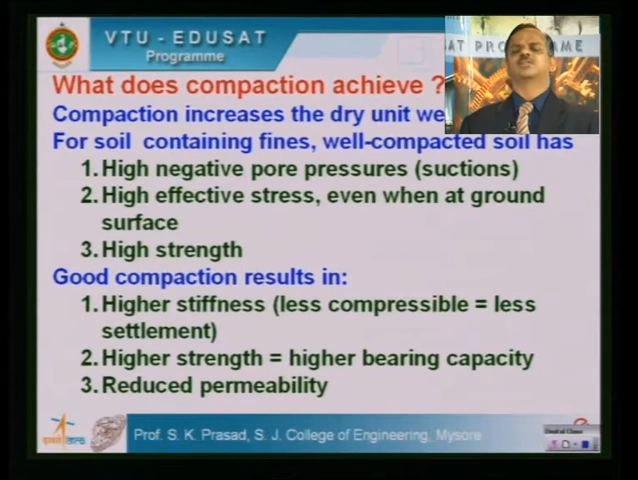 VTU - EDUSAT
Programme
AT PROGRAMME
What does compaction achieve ?
Compaction increases the dry unit we
For soil containing fines, well-compacted soil has
1. High negative pore pressures (suctions)
2. High effective stress, even when at ground
surface
3. High strength
Good compaction results in:
1. Higher stiffness (less compressible = less
settlement)
2. Higher strength = higher bearing capacity
3. Reduced permeability
Prof. S. K. Prasad, S. J. College of Engineering, Mysore